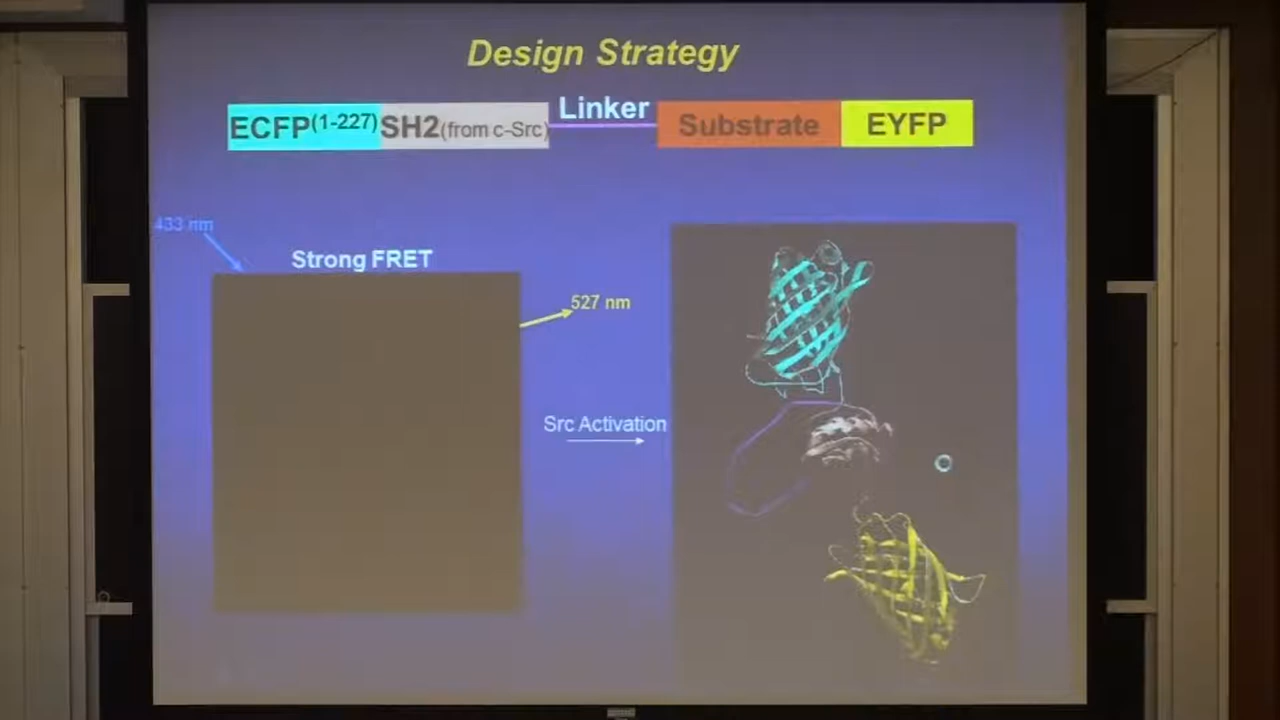 Design Strategy
ECFP(1-227) SH2(from c-Src) Linker Substrate EYFP
433 nm
Strong FRET
527 nm
Src Activation